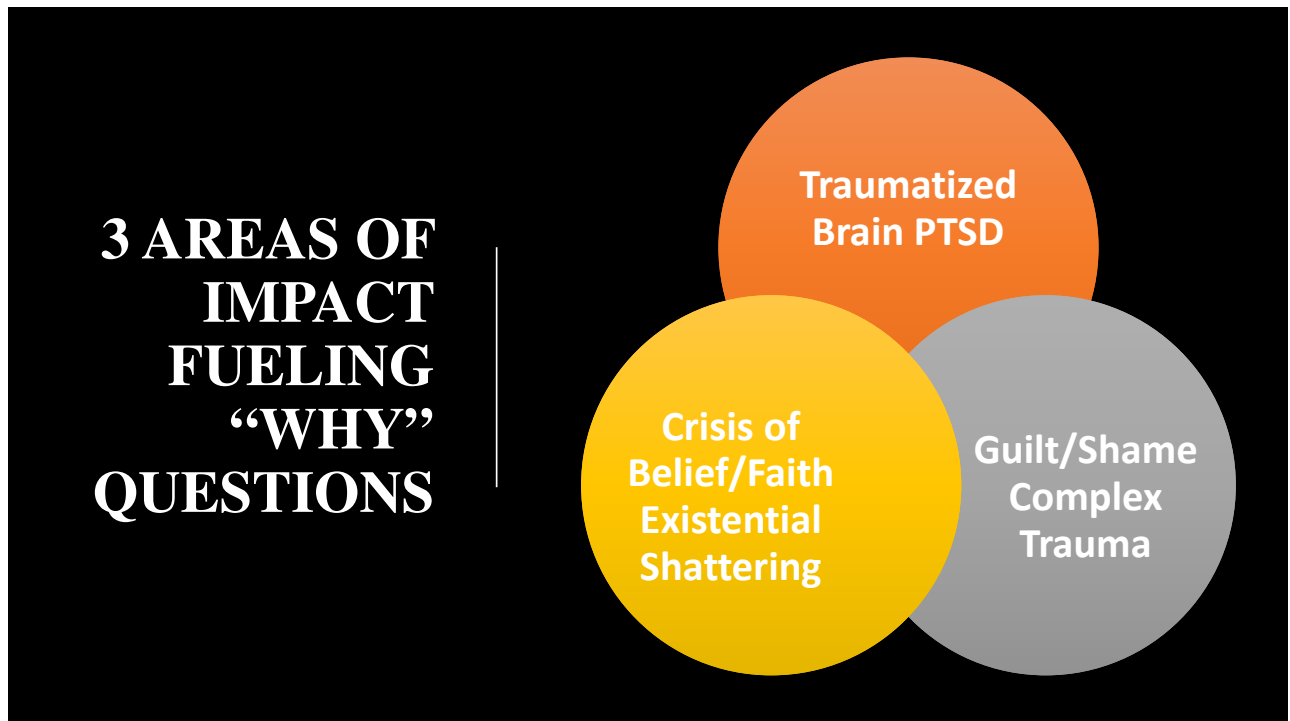 3 AREAS OF
IMPACT
FUELING
“WHY”
QUESTIONS
Traumatized
Brain PTSD
Crisis of
Belief/Faith
Existential
Shattering
Guilt/Shame
Complex
Trauma